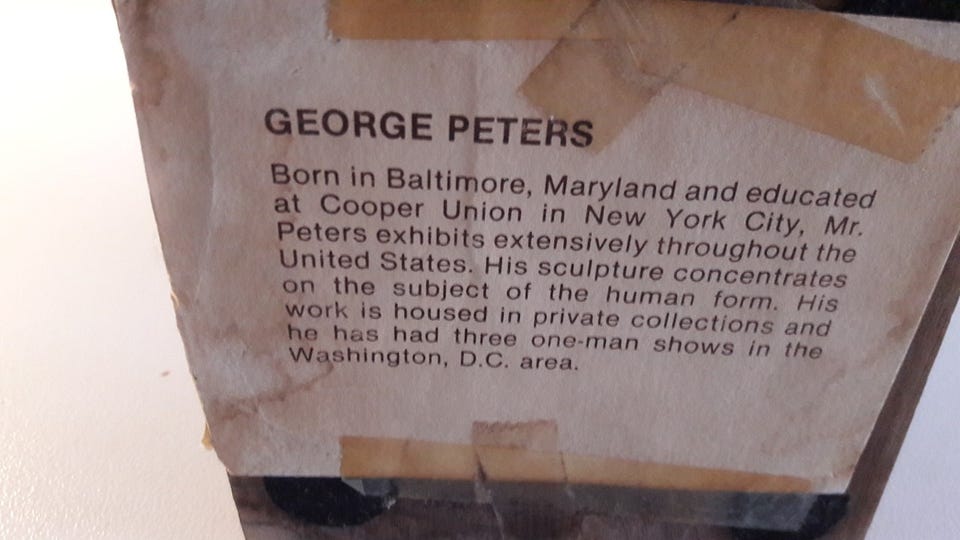 GEORGE PETERS
Born in Baltimore, Maryland and educated
at Cooper Union in New York City, Mr.
Peters exhibits extensively throughout the
United States. His sculpture concentrates
on the subject of the human form. His
work is housed in private collections and
he has had three one-man shows in the
Washington, D.C. area.